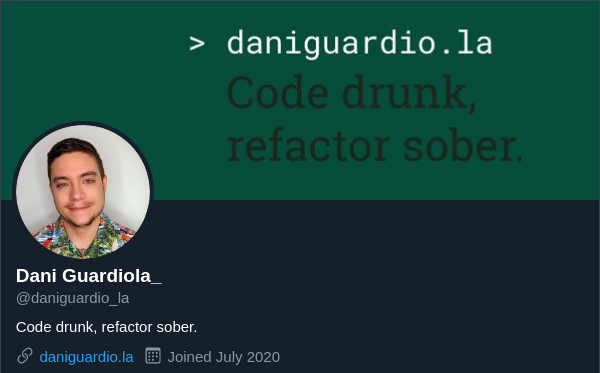 > daniguardio.la
Code drunk,
refactor sober.
Dani Guardiola_
@daniguardio_la
Code drunk, refactor sober.
daniguardio.la Joined July 2020